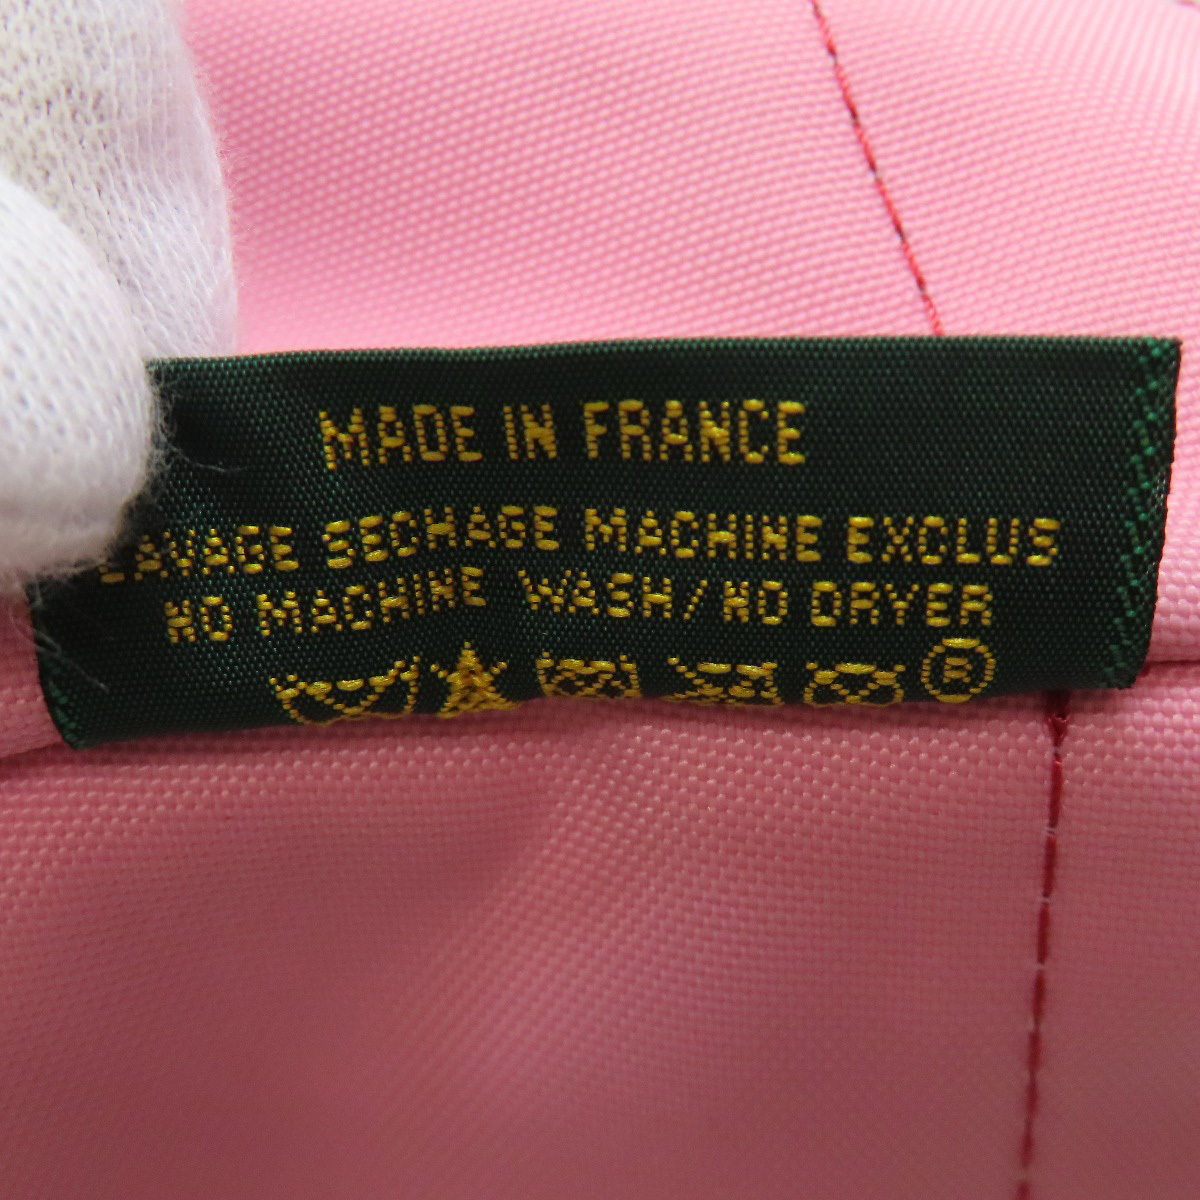 MADE IN FRANCE
LAVAGE SECHAGE MACHINE EXCLUS
NO MACHINE WASH/NO DRYER
®